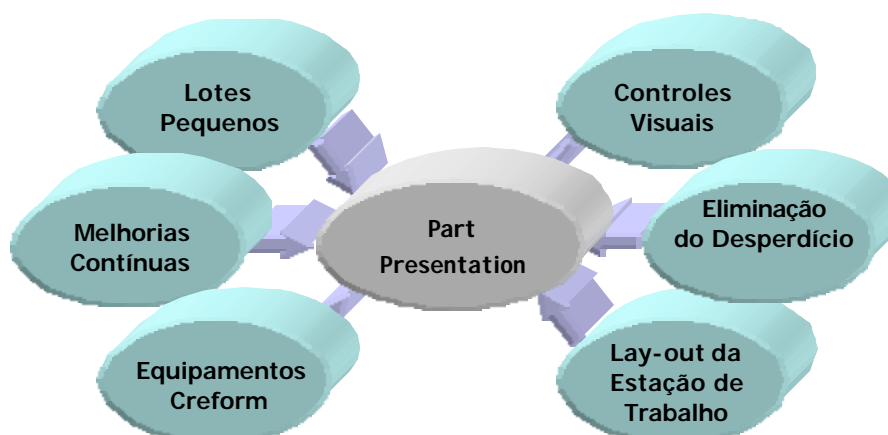 Lotes
Pequenos
Controles
Visuais
Melhorias
Contínuas
Part
Presentation
Eliminação
do Desperdício
Equipamentos
Creform
Lay-out da
Estação de
Trabalho